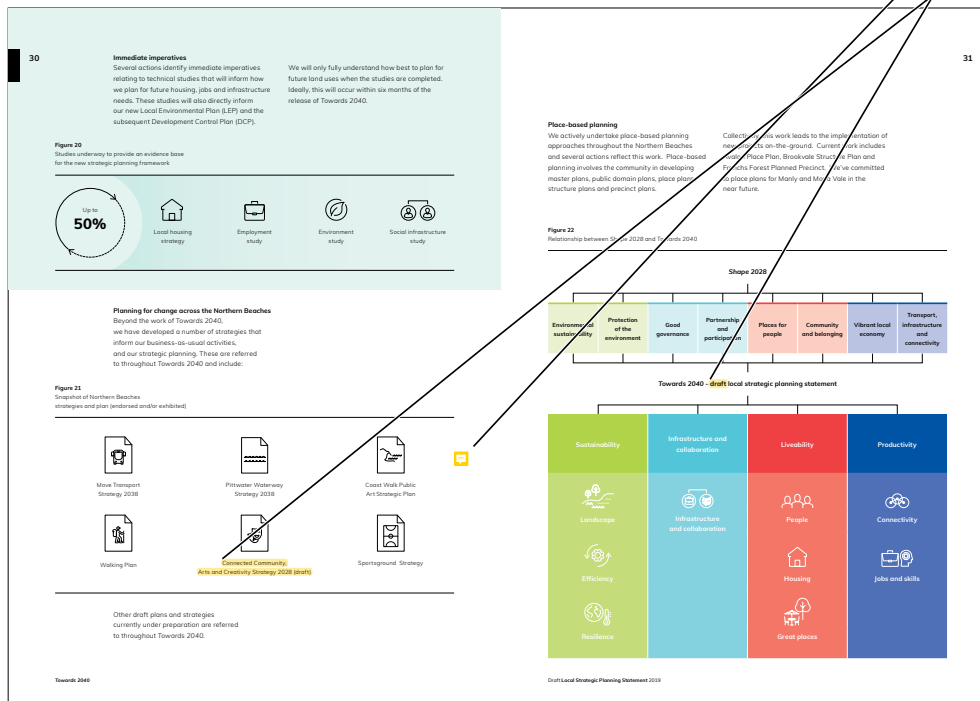 30
Immediate imperatives
Several actions identify immediate imperatives
relating to technical studies that will inform how
we plan for future housing, jobs and infrastructure
needs. These studies will also directly inform
our new Local Environmental Plan (LEP) and the
subsequent Development Control Plan (DCP).
We will only fully understand how best to plan for
future land uses when the studies are completed.
Ideally, this will occur within six months of the
release of Towards 2040.
Figure 20
Studies underway to provide an evidence base
for the new strategic planning framework
Up to
50%
Local housing
strategy
Employment
study
Environment
study
Social infrastructure
study
Planning for change across the Northern Beaches
Beyond the work of Towards 2040,
we have developed a number of strategies that
inform our business-as-usual activities,
and our strategic planning. These are referred
to throughout Towards 2040 and include:
Figure 21
Snapshot of Northern Beaches
strategies and plan (endorsed and/or exhibited)
Move Transport
Strategy 2038
Pittwater Waterway
Strategy 2038
Coast Walk Public
Art Strategic Plan
Walking Plan
Connected Community,
Arts and Creativity Strategy 2028 (draft)
Sportsground Strategy
Other draft plans and strategies
currently under preparation are referred
to throughout Towards 2040.
Towards 2040
31
Place-based planning
We actively undertake place-based planning
approaches throughout the Northern Beaches
and several actions reflect this work. Place-based
planning involves the community in developing
master plans, public domain plans, place plans,
structure plans and precinct plans.
Collectively, this work leads to the implementation of
new projects on-the-ground. Current work includes
Place Plan, Brookvale Structure Plan and
Frenchs Forest Planned Precinct. We've committed
to place plans for Manly and Mona Vale in the
near future.
Figure 22
Relationship between Shape 2028 and Towards 2040
Shape 2028
Environmental
sustainability
Protection
of the
environment
Good
governance
Partnership
and
participation
Places for
people
Community
and belonging
Vibrant local
economy
Transport,
infrastructure
and
connectivity
Towards 2040 - draft local strategic planning statement
Sustainability
Infrastructure and
collaboration
Liveability
Productivity
Landscape
Infrastructure
and collaboration
People
Connectivity
Efficiency
Housing
Jobs and skills
Resilience
Great places
Draft Local Strategic Planning Statement 2019